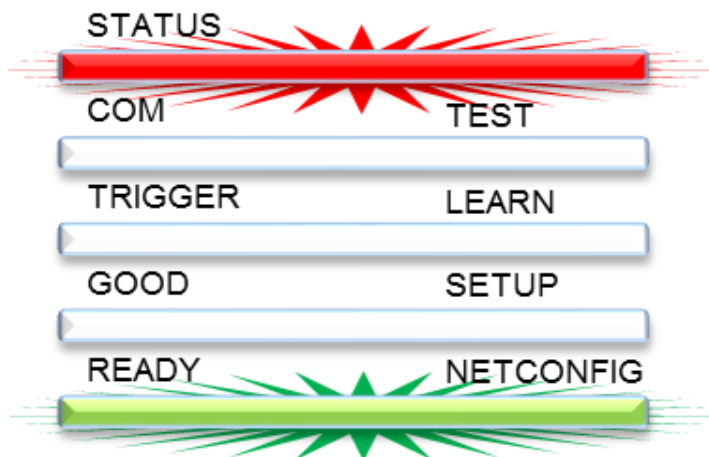 STATUS
COM TEST
TRIGGER LEARN
GOOD SETUP
READY NETCONFIG